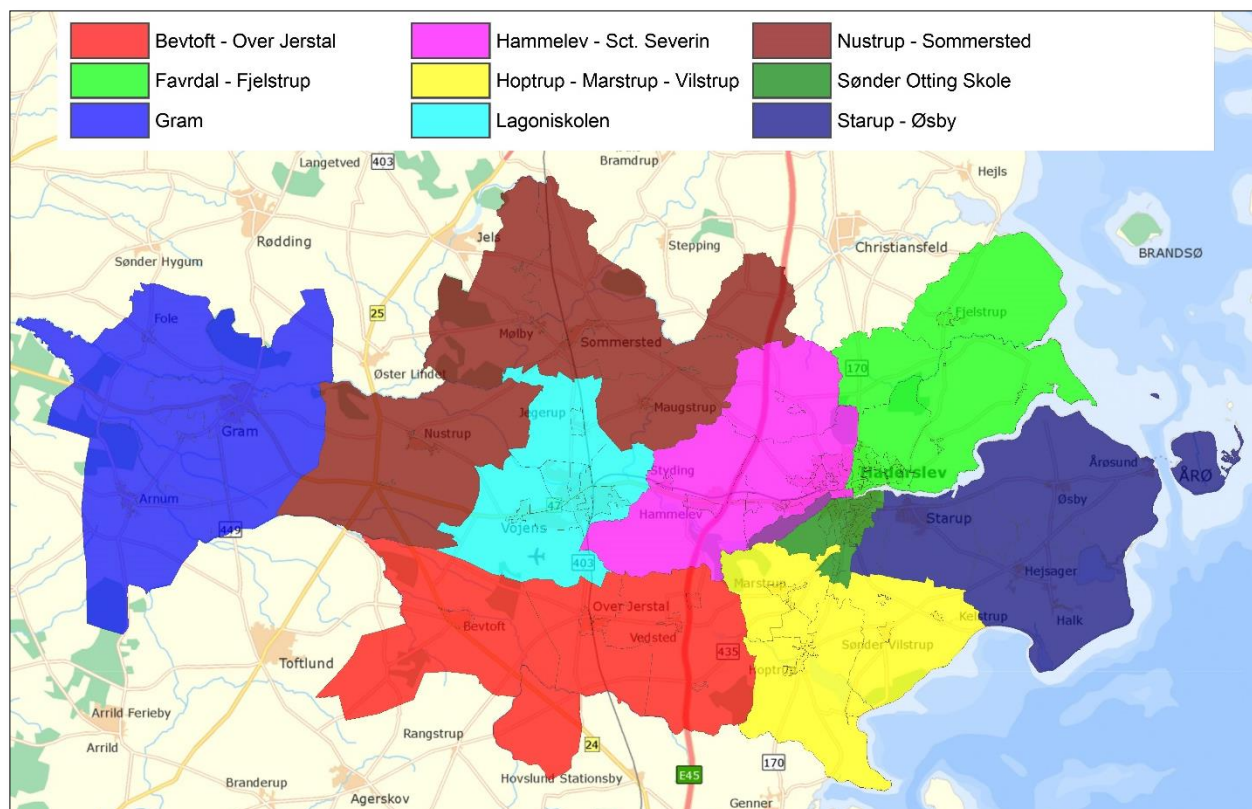 Bevtoft - Over Jerstal
Hammelev - Sct. Severin
Nustrup - Sommersted
Favrdal - Fjelstrup
Hoptrup - Marstrup - Vilstrup
Sønder Otting Skole
Gram
Lagoniskolen
Starup - Øsby
Langetved
403
Bramdrup
Hejls
Rødding
Jels
Stepping
Christiansfeld
BRANDSØ
Sønder Hygum
25
Fole
Mølby
Sommersted
Fjelstrup
Øster Lindet
170
Gram
Nustrup
Jegerup
Maugstrup
Haderslev
Styding
Årøsund
ÅRØ
Arnum
Øsby
449
47
Vojens
Hammelev
Starup
403
Marstrup
Hejsager
Over Jerstal
Bevtoft
Vedsted
Kelstrup
Halk
435
Sønder Vilstrup
Toftlund
Hoptrup
Arrild Ferieby
Arrild
Rangstrup
24
170
Branderup
Hovslund Stationsby
E45
Agerskov
Genner